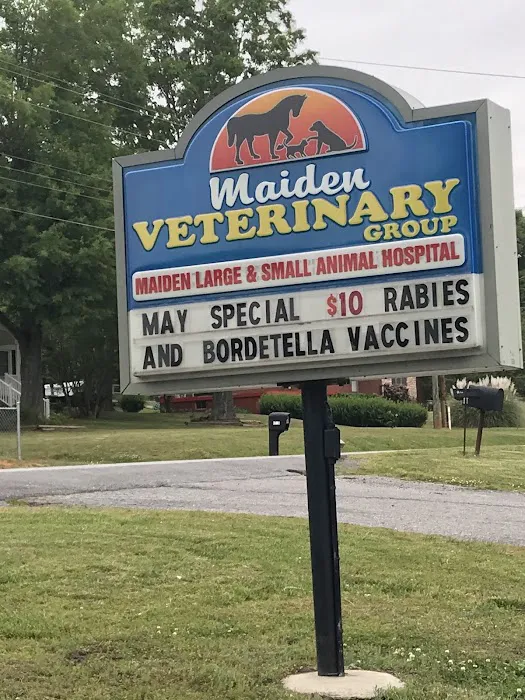 Maiden
VETERINARY
GROUP
MAIDEN LARGE & SMALL ANIMAL HOSPITAL
MAY SPECIAL $10 RABIES
AND BORDETELLA VACCINES